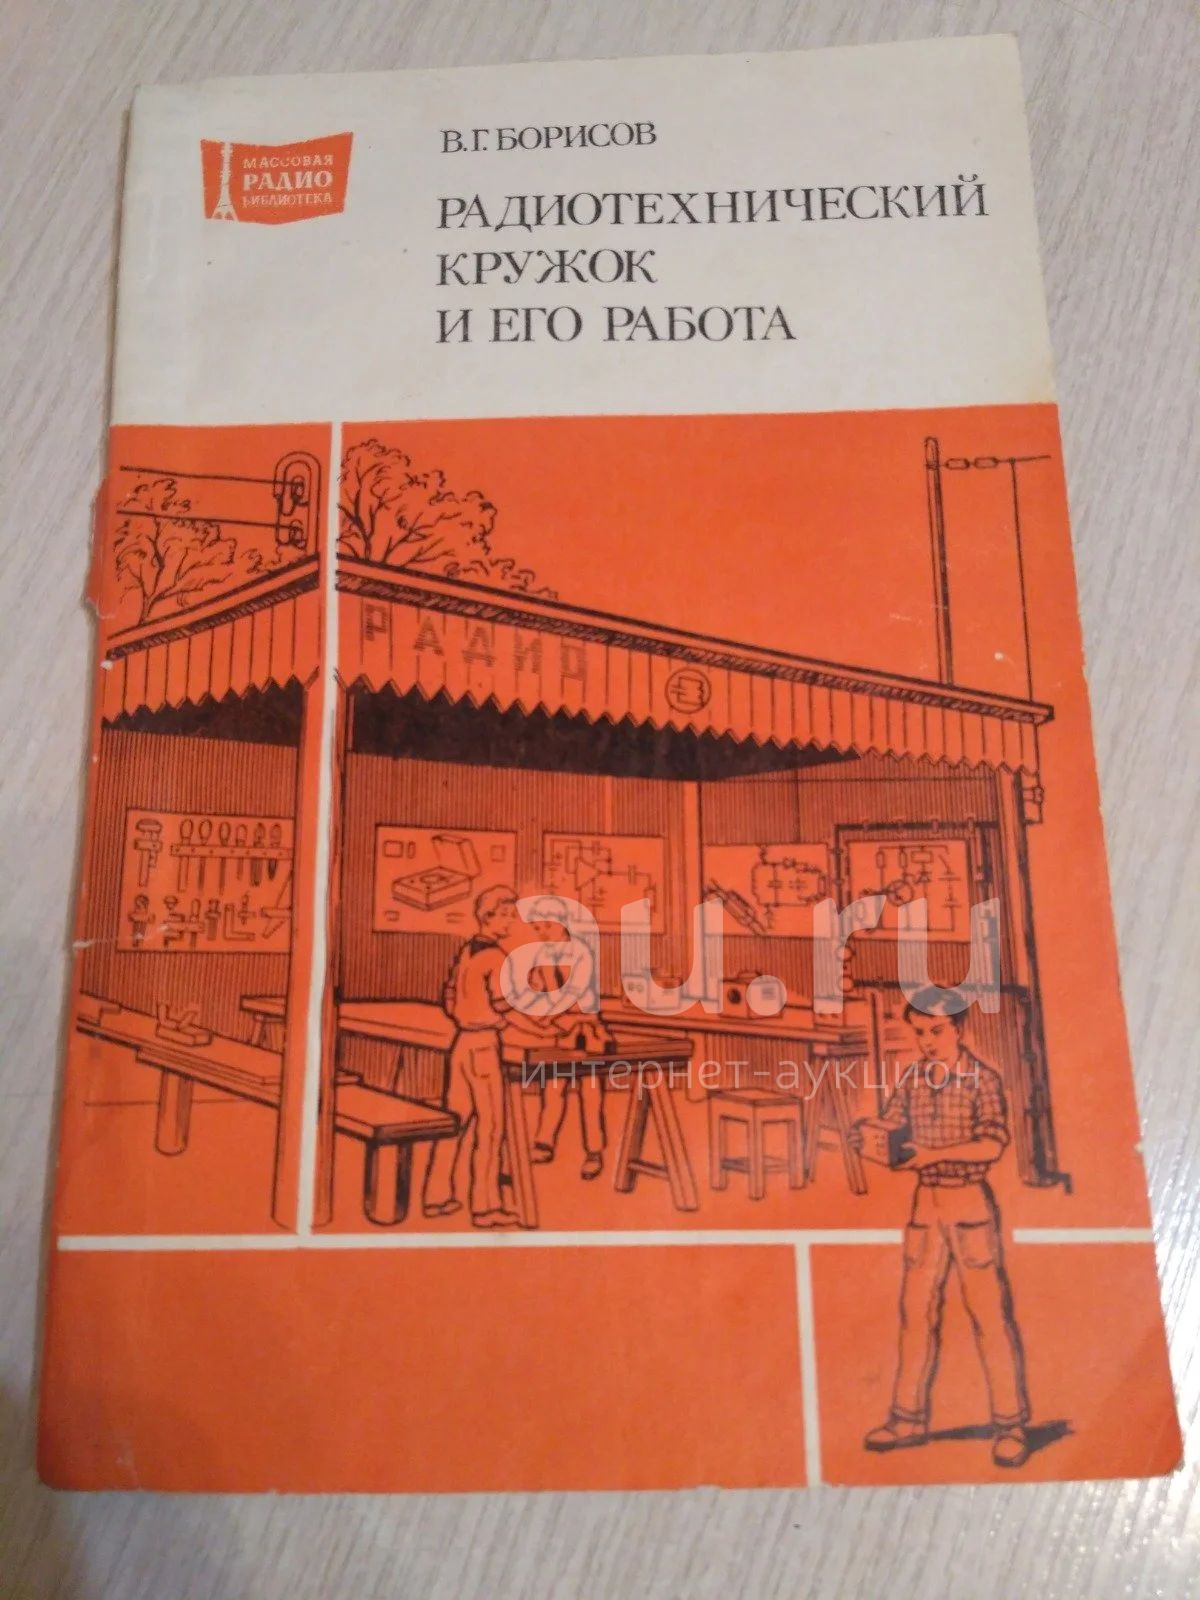 В.Г. БОРИСОВ
МАССОВАЯ
РАДИО
БИБЛИОТЕКА
РАДИОТЕХНИЧЕСКИЙ
КРУЖОК
И ЕГО РАБОТА
РАДИО
au.ru
интернет-аукцион